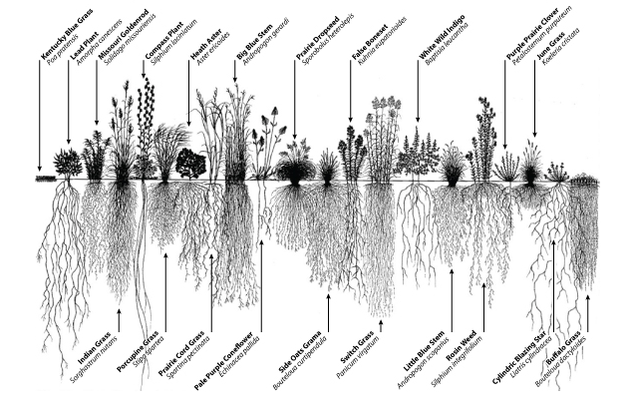 Kentucky Blue Grass
Poa pratensis
Lead Plant
Amorpha canescens
Missouri Goldenrod
Solidago missouriensis
Compass Plant
Silphium laciniatum
Heath Aster
Aster ericoides
Big Blue Stem
Andropogon gerardi
Prairie Dropseed
Sporobolus heterolepis
False Boneset
Kuhnia eupatorioides
White Wild Indigo
Baptisia leucantha
Purple Prairie Clover
Petalostemum purpureum
June Grass
Koeleria cristata
Indian Grass
Sorghastrum nutans
Porcupine Grass
Stipa spartea
Prairie Cord Grass
Spartina pectinata
Pale Purple Coneflower
Echinacea pallida
Side Oats Grama
Bouteloua curtipendula
Switch Grass
Panicum virgatum
Little Blue Stem
Andropogon scoparius
Rosin Weed
Silphium integrifolium
Cylindric Blazing Star
Liatris cylindracea
Buffalo Grass
Bouteloua dactyloides